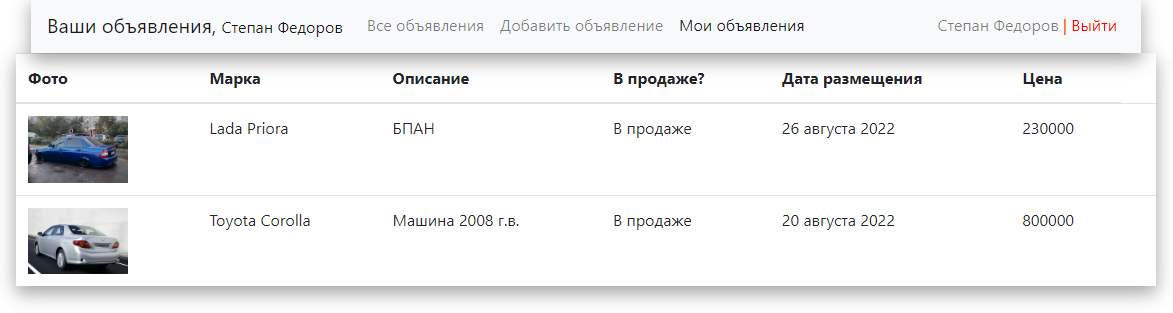 Ваши объявления, Степан Федоров Все объявления Добавить объявление Мои объявления Степан Федоров | Выйти
Фото Марка Описание В продаже? Дата размещения Цена
Lada Priora БПАН В продаже 26 августа 2022 230000
Toyota Corolla Машина 2008 г.в. В продаже 20 августа 2022 800000